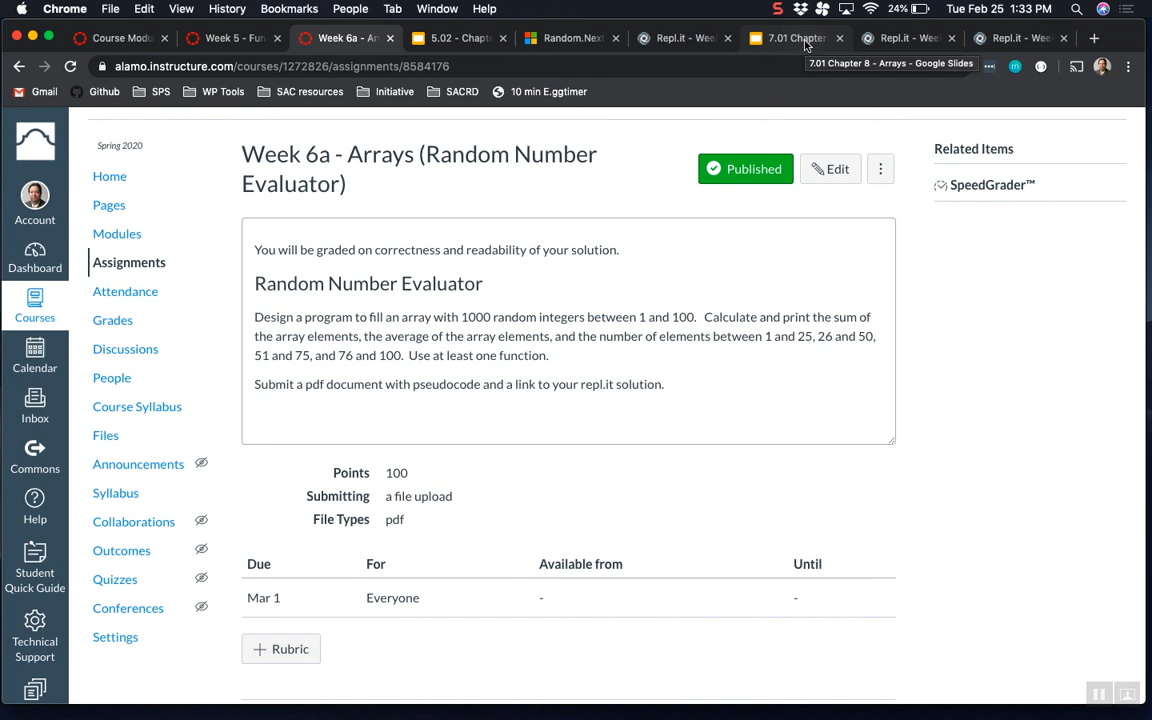 Chrome File Edit View History Bookmarks People Tab Window Help 24% Tue Feb 25 1:33 PM
Course Modu Week 5 - Fun Week 6a - Ar 5.02 - Chapt Random.Next Repl.it - Wee 7.01 Chapter Repl.it - Wee Repl.it - Wee
alamo.instructure.com/courses/1272826/assignments/8584176
7.01 Chapter 8 - Arrays - Google Slides
Gmail Github SPS WP Tools SAC resources Initiative SACRD 10 min E.ggtimer
Account
Dashboard
Courses
Calendar
Inbox
Commons
Help
Student
Quick Guide
Technical
Support
Spring 2020
Home
Pages
Modules
Assignments
Attendance
Grades
Discussions
People
Course Syllabus
Files
Announcements
Syllabus
Collaborations
Outcomes
Quizzes
Conferences
Settings
Week 6a - Arrays (Random Number
Evaluator)
Published Edit
You will be graded on correctness and readability of your solution.
Random Number Evaluator
Design a program to fill an array with 1000 random integers between 1 and 100. Calculate and print the sum of
the array elements, the average of the array elements, and the number of elements between 1 and 25, 26 and 50,
51 and 75, and 76 and 100. Use at least one function.
Submit a pdf document with pseudocode and a link to your repl.it solution.
Points 100
Submitting a file upload
File Types pdf
Due For Available from Until
Mar 1 Everyone - -
+ Rubric
Related Items
SpeedGrader™